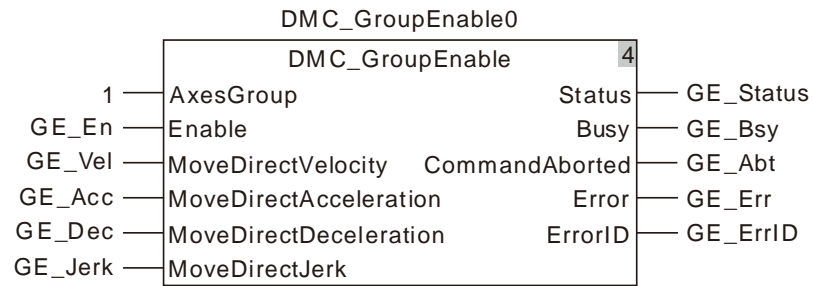 DMC_GroupEnable0
DMC_GroupEnable 4
1 AxesGroup Status GE_Status
GE_En Enable Busy GE_Bsy
GE_Vel MoveDirectVelocity CommandAborted GE_Abt
GE_Acc MoveDirectAcceleration Error GE_Err
GE_Dec MoveDirectDeceleration ErrorID GE_ErrID
GE_Jerk MoveDirectJerk